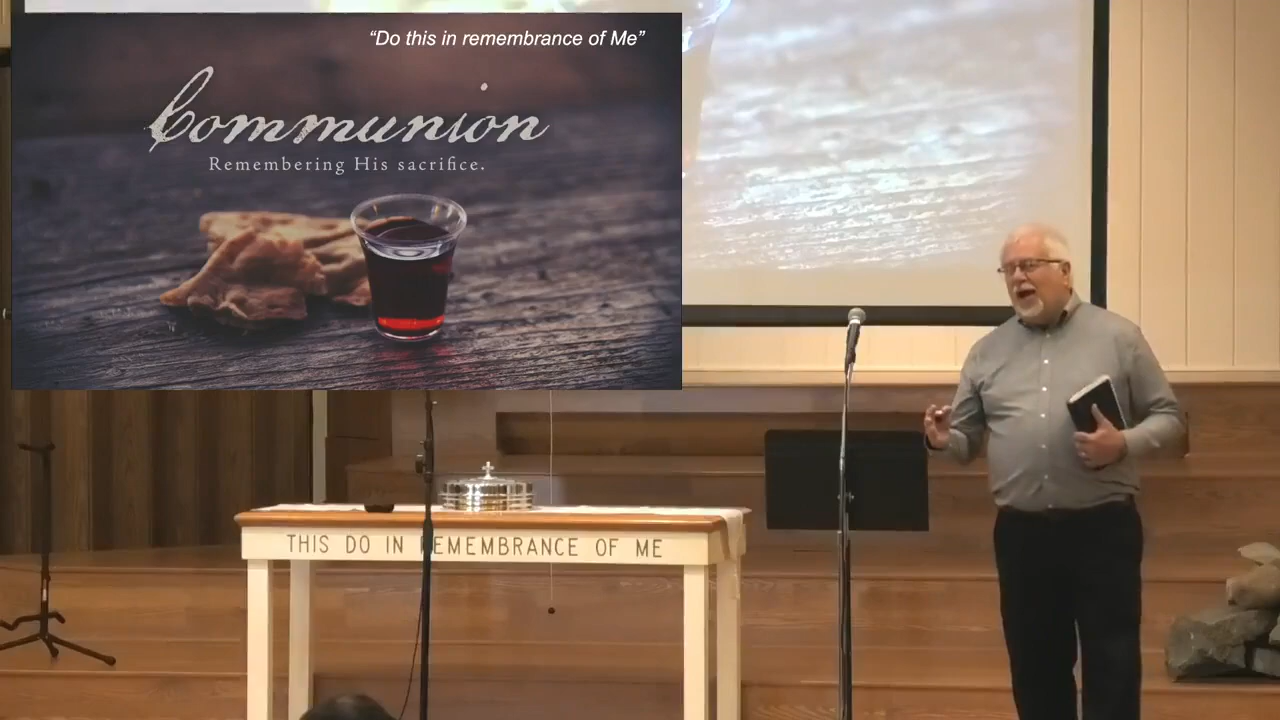 “Do this in remembrance of Me”
Communion
Remembering His sacrifice.
THIS DO IN REMEMBRANCE OF ME